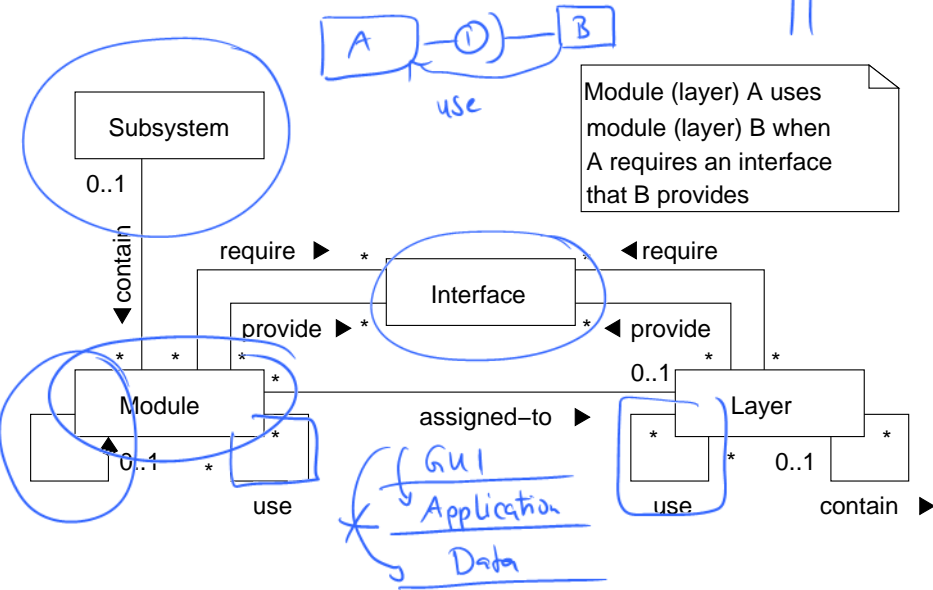 A
I
B
use
Module (layer) A uses
module (layer) B when
A requires an interface
that B provides
Subsystem
0..1
contain
require ▶ *
* ◀ require
Interface
provide ▶ *
* ◀ provide
* * *
* *
0..1
*
Module
Layer
assigned−to ▶
0..1 * *
* * 0..1 *
use
use
contain ▶
GUI
Application
Data